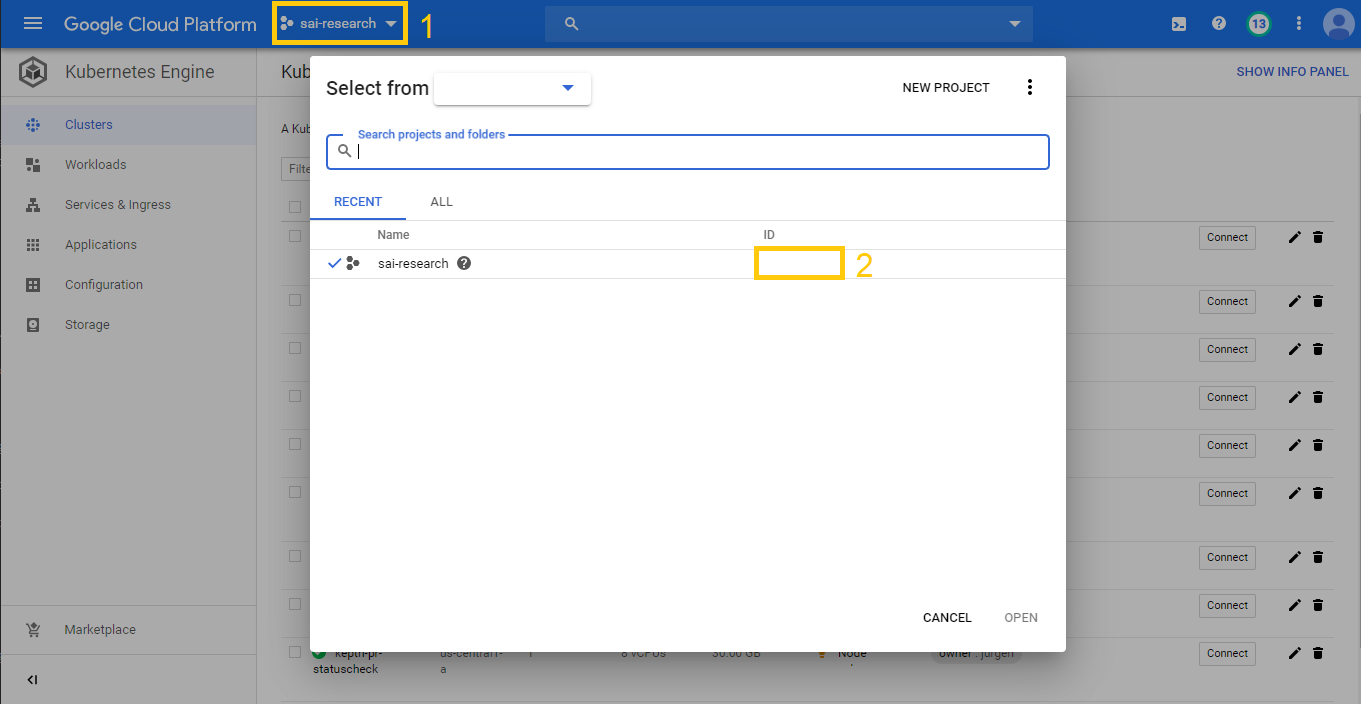 Google Cloud Platform
sai-research
1
13
Kubernetes Engine
Kub
SHOW INFO PANEL
Clusters
Workloads
Services & Ingress
Applications
Configuration
Storage
Marketplace
A Kub
Filte
Select from
NEW PROJECT
Search projects and folders
RECENT
ALL
Name
ID
sai-research
2
CANCEL
OPEN
Connect
Connect
Connect
Connect
Connect
Connect
Connect
Connect
keptn-pr-
statuscheck
us-central1-
a
1
8 vCPUs
30.00 GB
Node
owner : jürgen
Connect